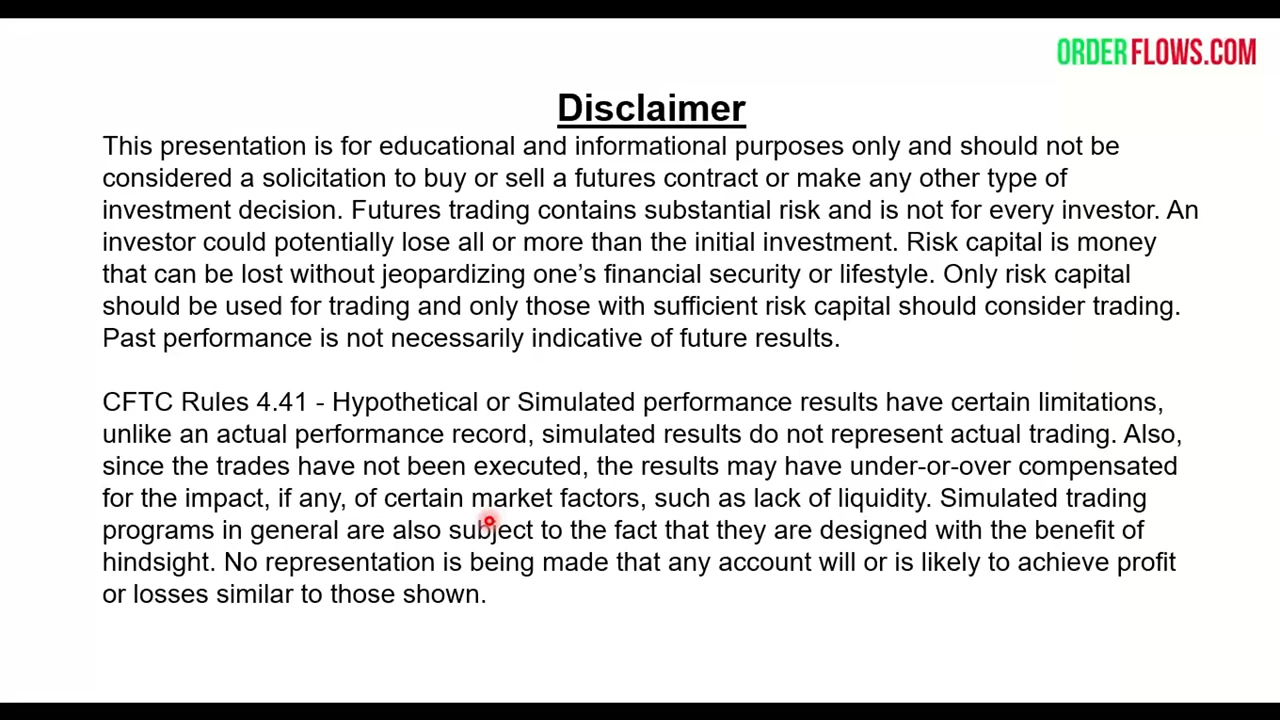 ORDERFLOWS.COM
Disclaimer
This presentation is for educational and informational purposes only and should not be
considered a solicitation to buy or sell a futures contract or make any other type of
investment decision. Futures trading contains substantial risk and is not for every investor. An
investor could potentially lose all or more than the initial investment. Risk capital is money
that can be lost without jeopardizing one’s financial security or lifestyle. Only risk capital
should be used for trading and only those with sufficient risk capital should consider trading.
Past performance is not necessarily indicative of future results.
CFTC Rules 4.41 - Hypothetical or Simulated performance results have certain limitations,
unlike an actual performance record, simulated results do not represent actual trading. Also,
since the trades have not been executed, the results may have under-or-over compensated
for the impact, if any, of certain market factors, such as lack of liquidity. Simulated trading
programs in general are also subject to the fact that they are designed with the benefit of
hindsight. No representation is being made that any account will or is likely to achieve profit
or losses similar to those shown.